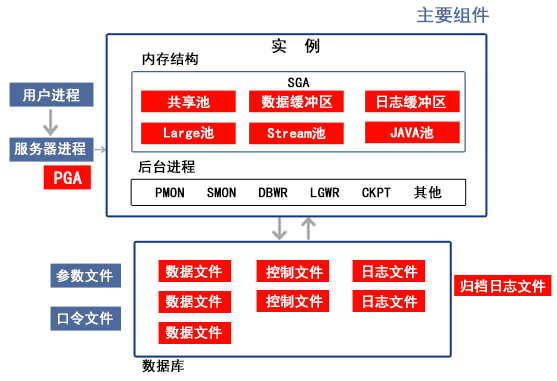 主要组件
实 例
内存结构
SGA
用户进程
共享池 数据缓冲区 日志缓冲区
服务器进程
Large池 Stream池 JAVA池
PGA
后台进程
PMON SMON DBWR LGWR CKPT 其他
参数文件
数据文件 控制文件 日志文件
归档日志文件
数据文件 控制文件 日志文件
口令文件
数据文件
数据库